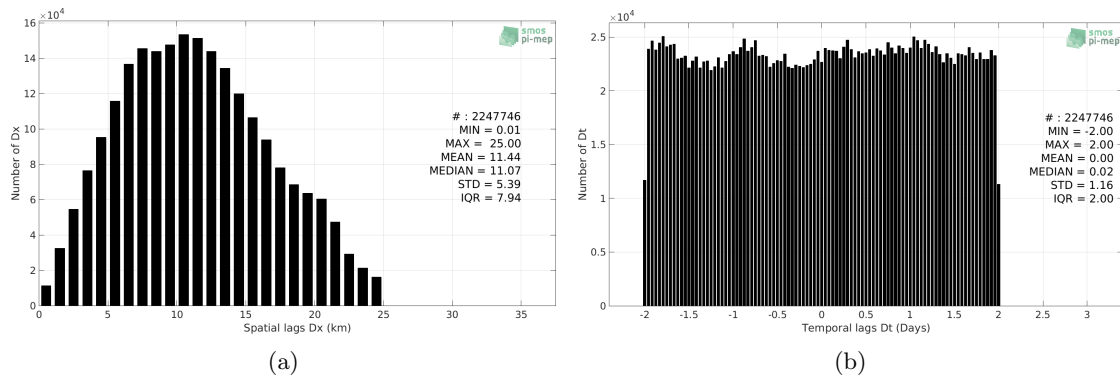 ×10⁴
16
14
12
10
8
6
4
2
0
Number of Dx
0 5 10 15 20 25 30 35
Spatial lags Dx (km)
smos
pi-mep
# : 2247746
MIN = 0.01
MAX = 25.00
MEAN = 11.44
MEDIAN = 11.07
STD = 5.39
IQR = 7.94
(a)
×10⁴
2.5
2
1.5
1
0.5
0
Number of Dt
-2 -1.5 -1 -0.5 0 0.5 1 1.5 2 2.5 3
Temporal lags Dt (Days)
smos
pi-mep
# : 2247746
MIN = -2.00
MAX = 2.00
MEAN = 0.00
MEDIAN = 0.02
STD = 1.16
IQR = 2.00
(b)